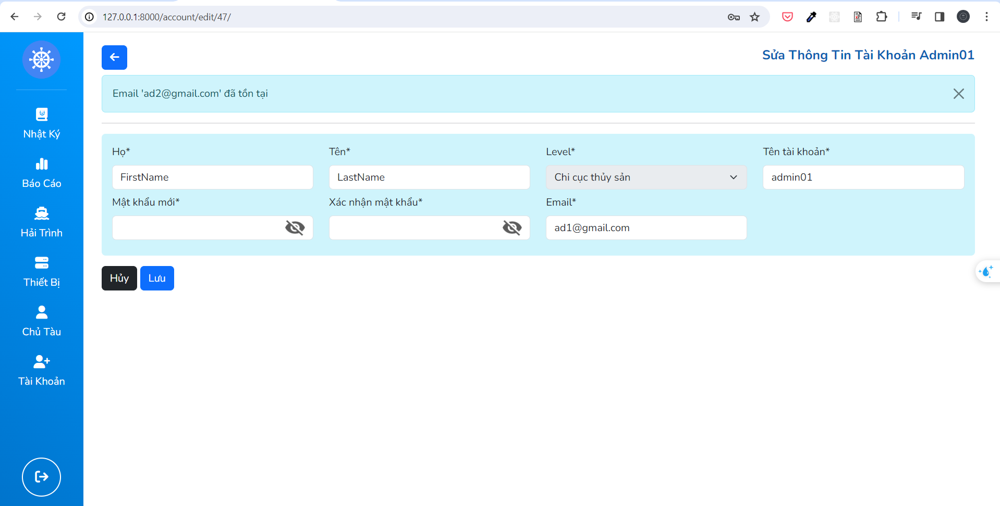 127.0.0.1:8000/account/edit/47/
Nhật Ký
Báo Cáo
Hải Trình
Thiết Bị
Chủ Tàu
Tài Khoản
Sửa Thông Tin Tài Khoản Admin01
Email 'ad2@gmail.com' đã tồn tại
Họ* Tên* Level* Tên tài khoản*
FirstName LastName Chi cục thủy sản admin01
Mật khẩu mới* Xác nhận mật khẩu* Email*
ad1@gmail.com
Hủy Lưu